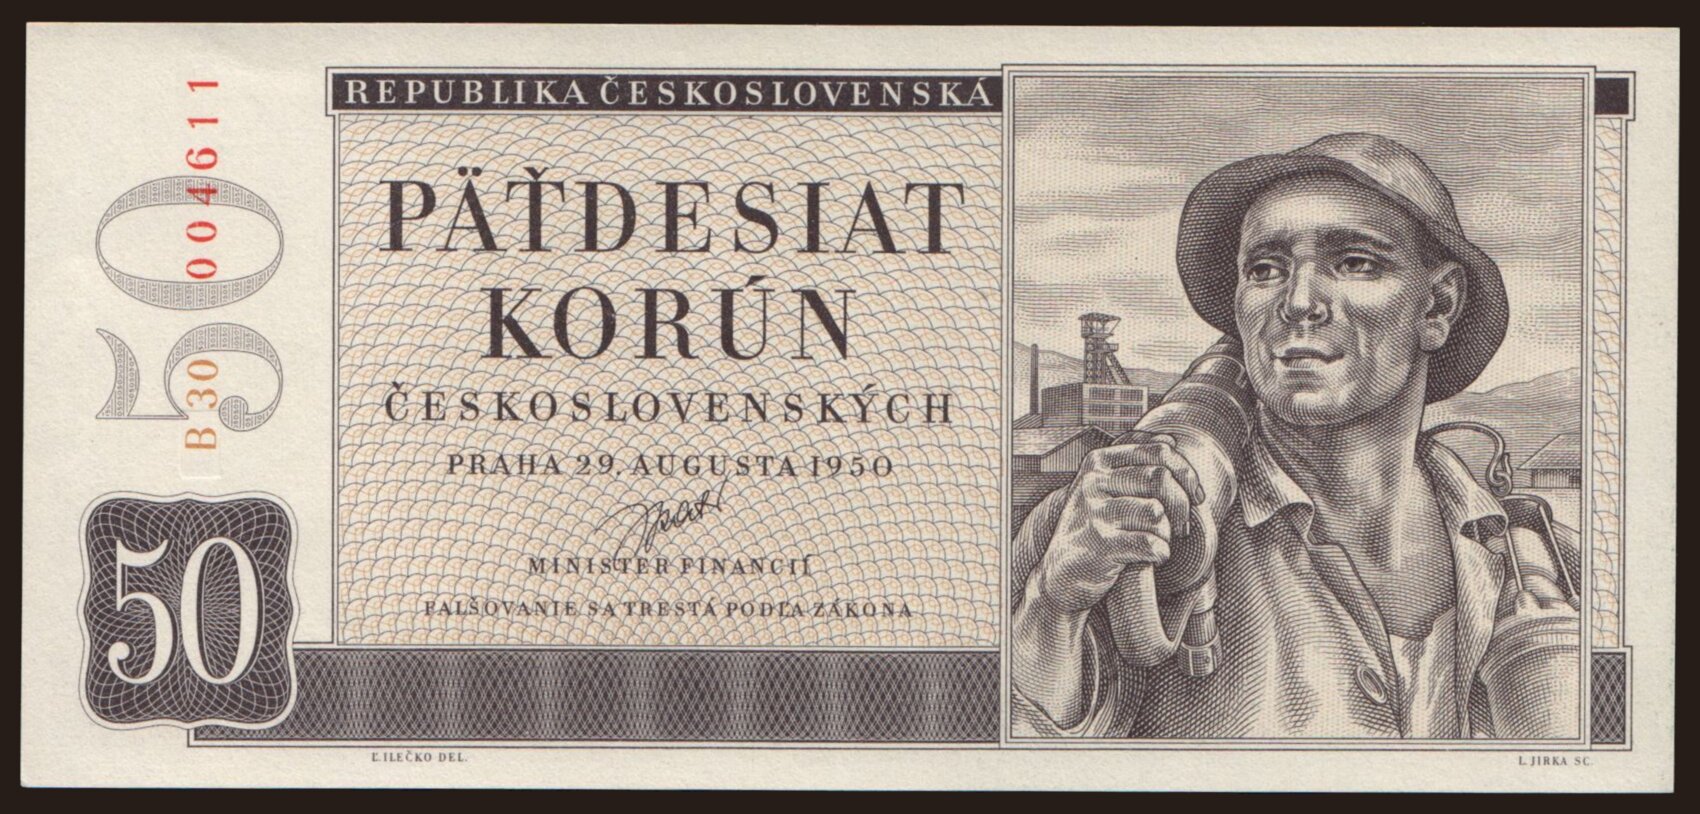 REPUBLIKA ČESKOSLOVENSKÁ
PÄŤDESIAT
KORÚN
ČESKOSLOVENSKÝCH
PRAHA 29. AUGUSTA 1950
MINISTER FINANCIÍ
FALŠOVANIE SA TRESTÁ PODĽA ZÁKONA
50
B30 004611
50
Ľ. ILEČKO DEL.
L. JIRKA SC.